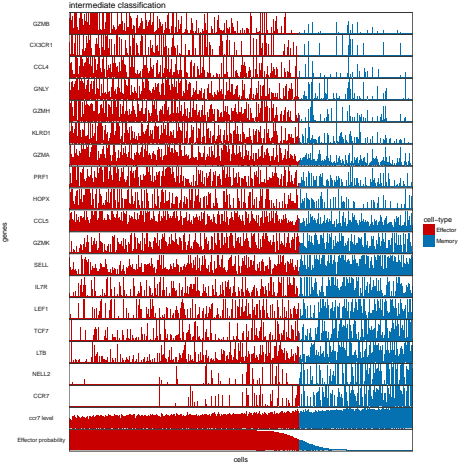 intermediate classification
GZMB
CX3CR1
CCL4
GNLY
GZMH
KLRD1
GZMA
PRF1
HOPX
CCL5
GZMK
SELL
IL7R
LEF1
TCF7
LTB
NELL2
CCR7
ccr7 level
Effector probability
genes
cells
cell-type
Effector
Memory